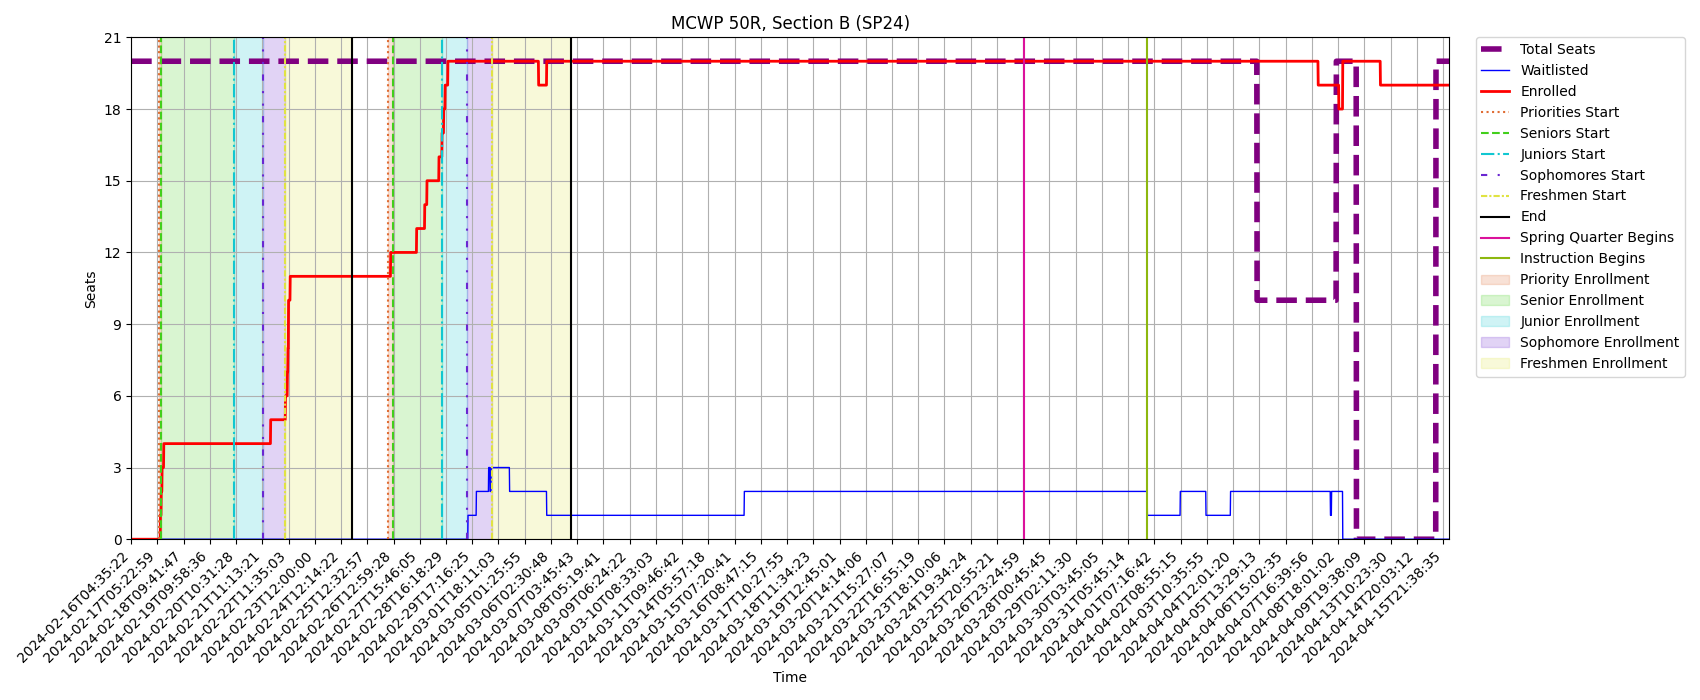 MCWP 50R, Section B (SP24)
Seats
21
18
15
12
9
6
3
0
2024-02-16T04:35:22
2024-02-17T05:22:59
2024-02-18T09:41:47
2024-02-19T09:58:36
2024-02-20T10:31:28
2024-02-21T11:13:21
2024-02-22T11:35:03
2024-02-23T12:00:00
2024-02-24T12:14:22
2024-02-25T12:32:57
2024-02-26T12:59:28
2024-02-27T15:46:05
2024-02-28T16:18:29
2024-02-29T17:16:23
2024-03-01T18:11:03
2024-03-05T01:25:55
2024-03-06T02:30:48
2024-03-07T03:45:43
2024-03-08T05:19:41
2024-03-09T06:24:22
2024-03-10T08:33:03
2024-03-11T09:46:42
2024-03-14T05:57:18
2024-03-15T07:20:41
2024-03-16T08:47:15
2024-03-17T10:27:55
2024-03-18T11:34:23
2024-03-19T12:45:01
2024-03-20T14:14:06
2024-03-21T15:27:07
2024-03-22T16:55:19
2024-03-23T18:10:06
2024-03-24T19:34:24
2024-03-25T20:55:21
2024-03-26T23:24:59
2024-03-28T00:45:45
2024-03-29T02:11:30
2024-03-30T03:45:05
2024-03-31T05:45:14
2024-04-01T07:16:42
2024-04-02T08:55:15
2024-04-03T10:35:55
2024-04-04T12:01:20
2024-04-05T13:29:13
2024-04-06T15:02:35
2024-04-07T16:39:56
2024-04-08T18:01:02
2024-04-09T19:38:09
2024-04-13T10:23:30
2024-04-14T20:03:12
2024-04-15T21:38:35
Time
Total Seats
Waitlisted
Enrolled
Priorities Start
Seniors Start
Juniors Start
Sophomores Start
Freshmen Start
End
Spring Quarter Begins
Instruction Begins
Priority Enrollment
Senior Enrollment
Junior Enrollment
Sophomore Enrollment
Freshmen Enrollment